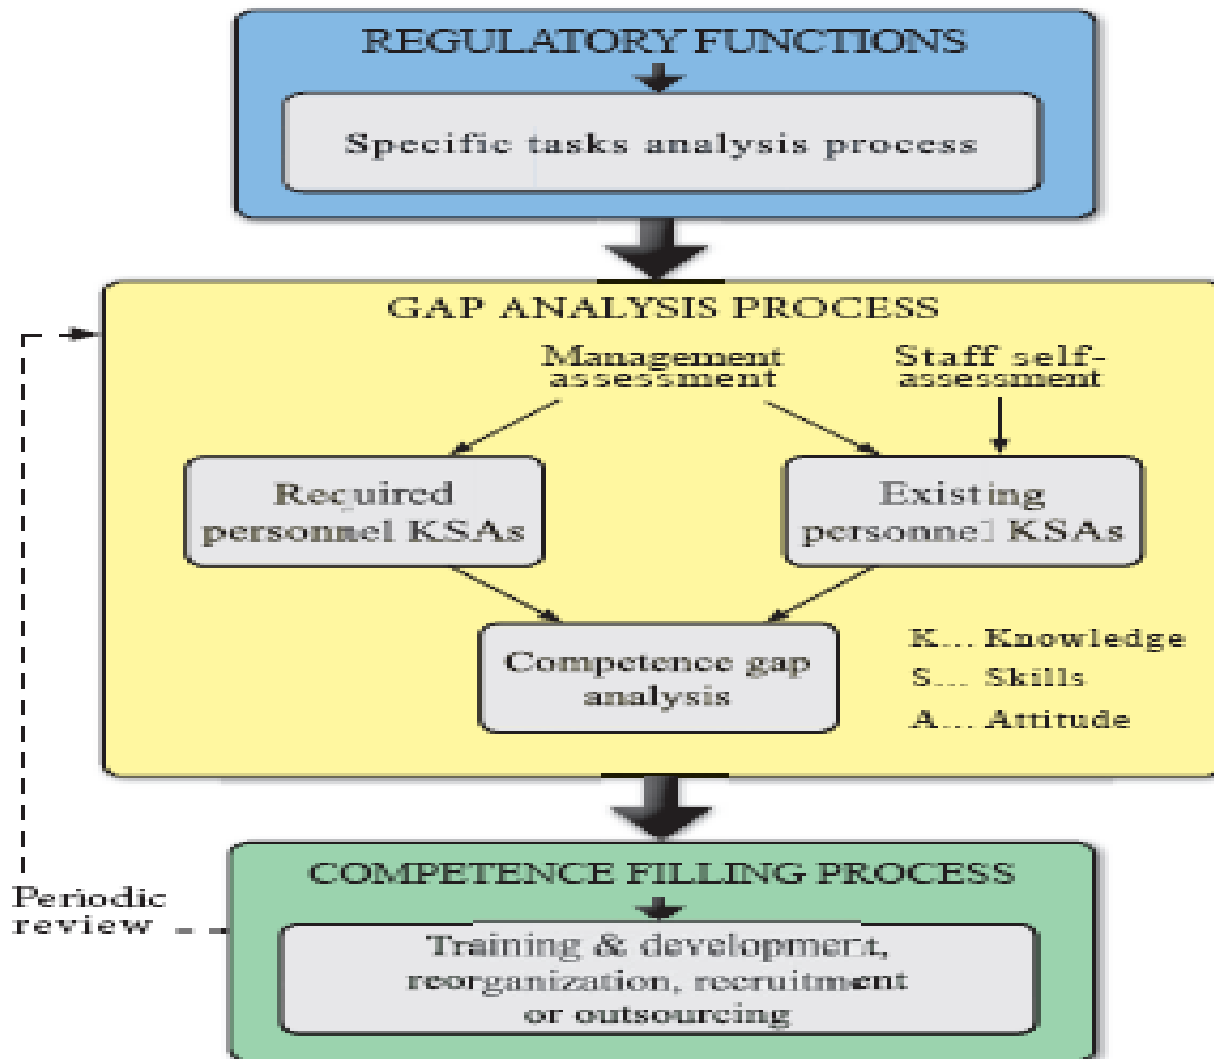 REGULATORY FUNCTIONS
Specific tasks analysis process
GAP ANALYSIS PROCESS
Management
assessment
Staff self-
assessment
Required
personnel KSAs
Existing
personnel KSAs
Competence gap
analysis
K... Knowledge
S... Skills
A... Attitude
COMPETENCE FILLING PROCESS
Periodic
review
Training & development,
reorganization, recruitment
or outsourcing